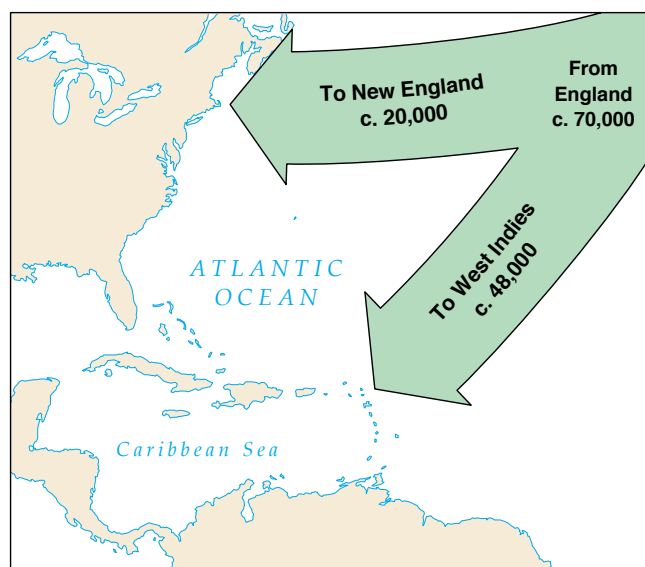 To New England
c. 20,000
From
England
c. 70,000
To West Indies
c. 48,000
ATLANTIC
OCEAN
Caribbean Sea